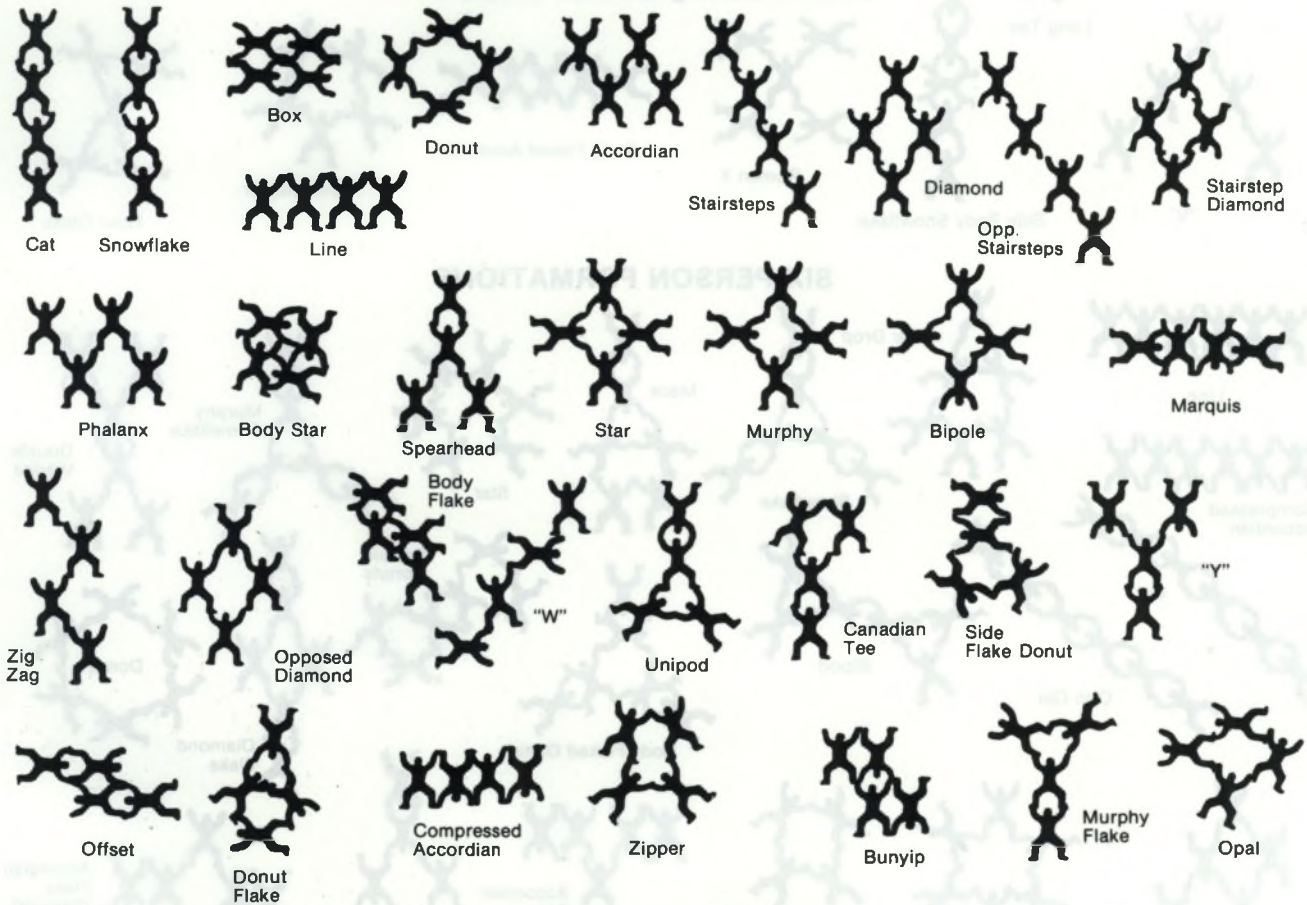 Cat
Snowflake
Box
Line
Donut
Accordian
Stairsteps
Diamond
Opp.
Stairsteps
Stairstep
Diamond
SIX PERSON FORMATIONS
Phalanx
Body Star
Spearhead
Star
Murphy
Bipole
Marquis
Zig
Zag
Opposed
Diamond
Body
Flake
"W"
Unipod
Canadian
Tee
Side
Flake Donut
"Y"
Offset
Donut
Flake
Compressed
Accordian
Zipper
Bunyip
Murphy
Flake
Opal